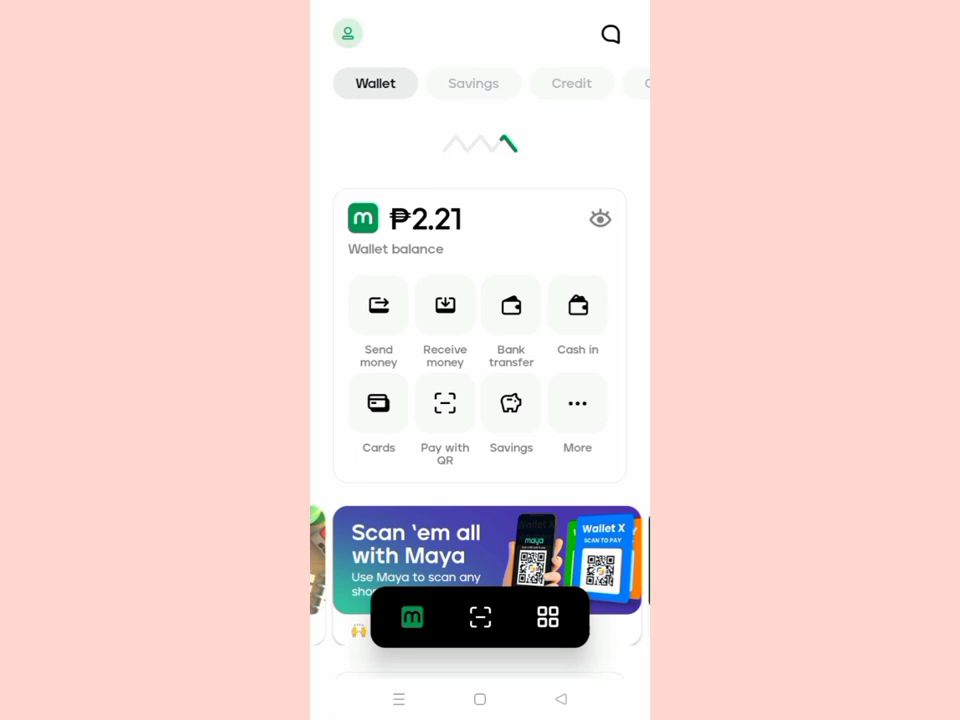 Wallet
Savings
Credit
₱2.21
Wallet balance
Send
money
Receive
money
Bank
transfer
Cash in
Cards
Pay with
QR
Savings
More
Scan 'em all
with Maya
Use Maya to scan any
maya
Wallet X
SCAN TO PAY